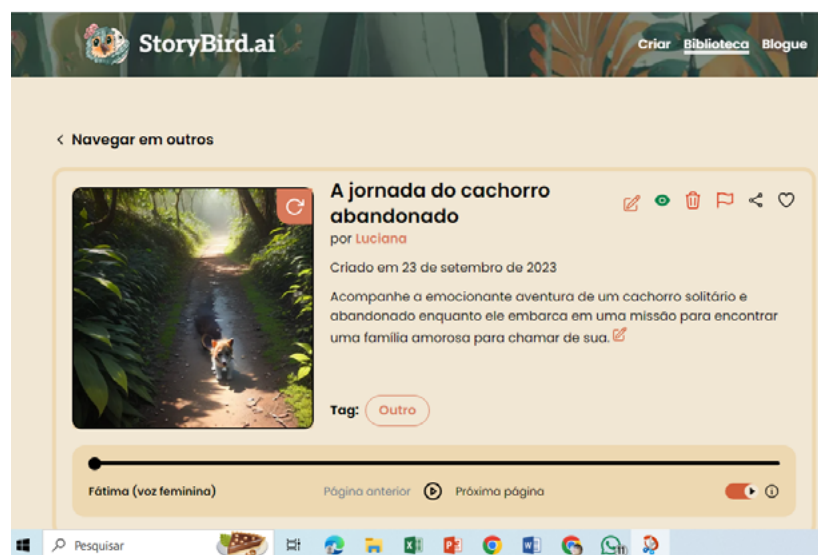 StoryBird.ai
Criar Biblioteca Blogue
Navegar em outros
A jornada do cachorro
abandonado
por Luciana
Criado em 23 de setembro de 2023
Acompanhe a emocionante aventura de um cachorro solitário e
abandonado enquanto ele embarca em uma missão para encontrar
uma família amorosa para chamar de sua.
Tag: Outro
Fátima (voz feminina) Página anterior Próxima página
Pesquisar